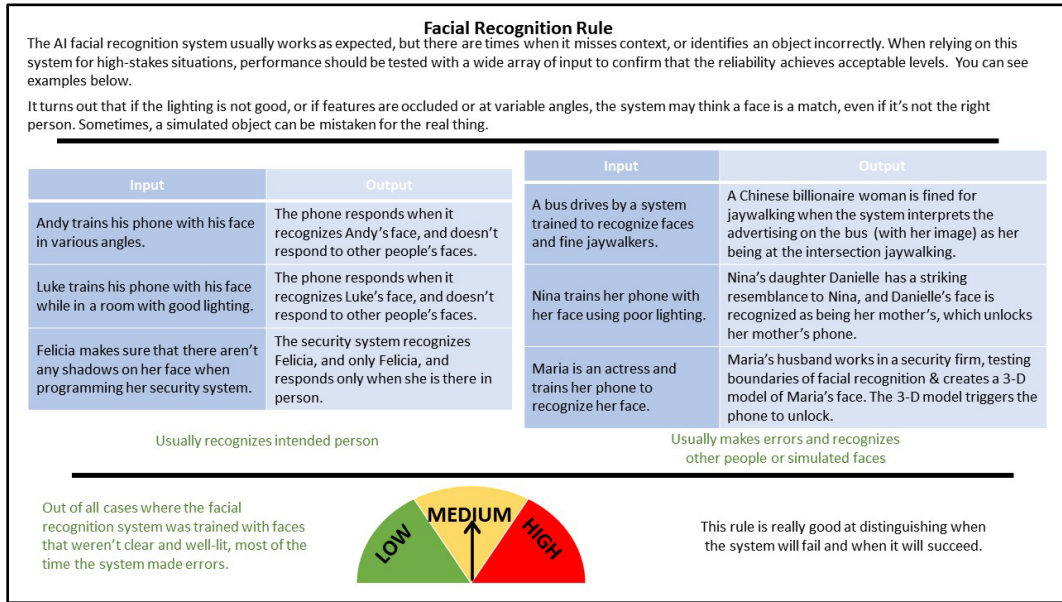 Facial Recognition Rule
The AI facial recognition system usually works as expected, but there are times when it misses context, or identifies an object incorrectly. When relying on this
system for high-stakes situations, performance should be tested with a wide array of input to confirm that the reliability achieves acceptable levels.  You can see
examples below.
It turns out that if the lighting is not good, or if features are occluded or at variable angles, the system may think a face is a match, even if it's not the right
person. Sometimes, a simulated object can be mistaken for the real thing.
Input
Output
Andy trains his phone with his face
in various angles.
The phone responds when it
recognizes Andy's face, and doesn't
respond to other people's faces.
Luke trains his phone with his face
while in a room with good lighting.
The phone responds when it
recognizes Luke's face, and doesn't
respond to other people's faces.
Felicia makes sure that there aren't
any shadows on her face when
programming her security system.
The security system recognizes
Felicia, and only Felicia, and
responds only when she is there in
person.
Usually recognizes intended person
Input
Output
A bus drives by a system
trained to recognize faces
and fine jaywalkers.
A Chinese billionaire woman is fined for
jaywalking when the system interprets the
advertising on the bus  (with her image) as her
being at the intersection jaywalking.
Nina trains her phone with
her face using poor lighting.
Nina's daughter Danielle has a striking
resemblance to Nina, and Danielle's face is
recognized as being her mother's, which unlocks
her mother's phone.
Maria is an actress and
trains her phone to
recognize her face.
Maria's husband works in a security firm, testing
boundaries of facial recognition & creates a 3-D
model of Maria's face. The 3-D model triggers the
phone to unlock.
Usually makes errors and recognizes
other people or simulated faces
Out of all cases where the facial
recognition system was trained with faces
that weren't clear and well-lit, most of the
time the system made errors.
LOW
MEDIUM
HIGH
This rule is really good at distinguishing when
the system will fail and when it will succeed.